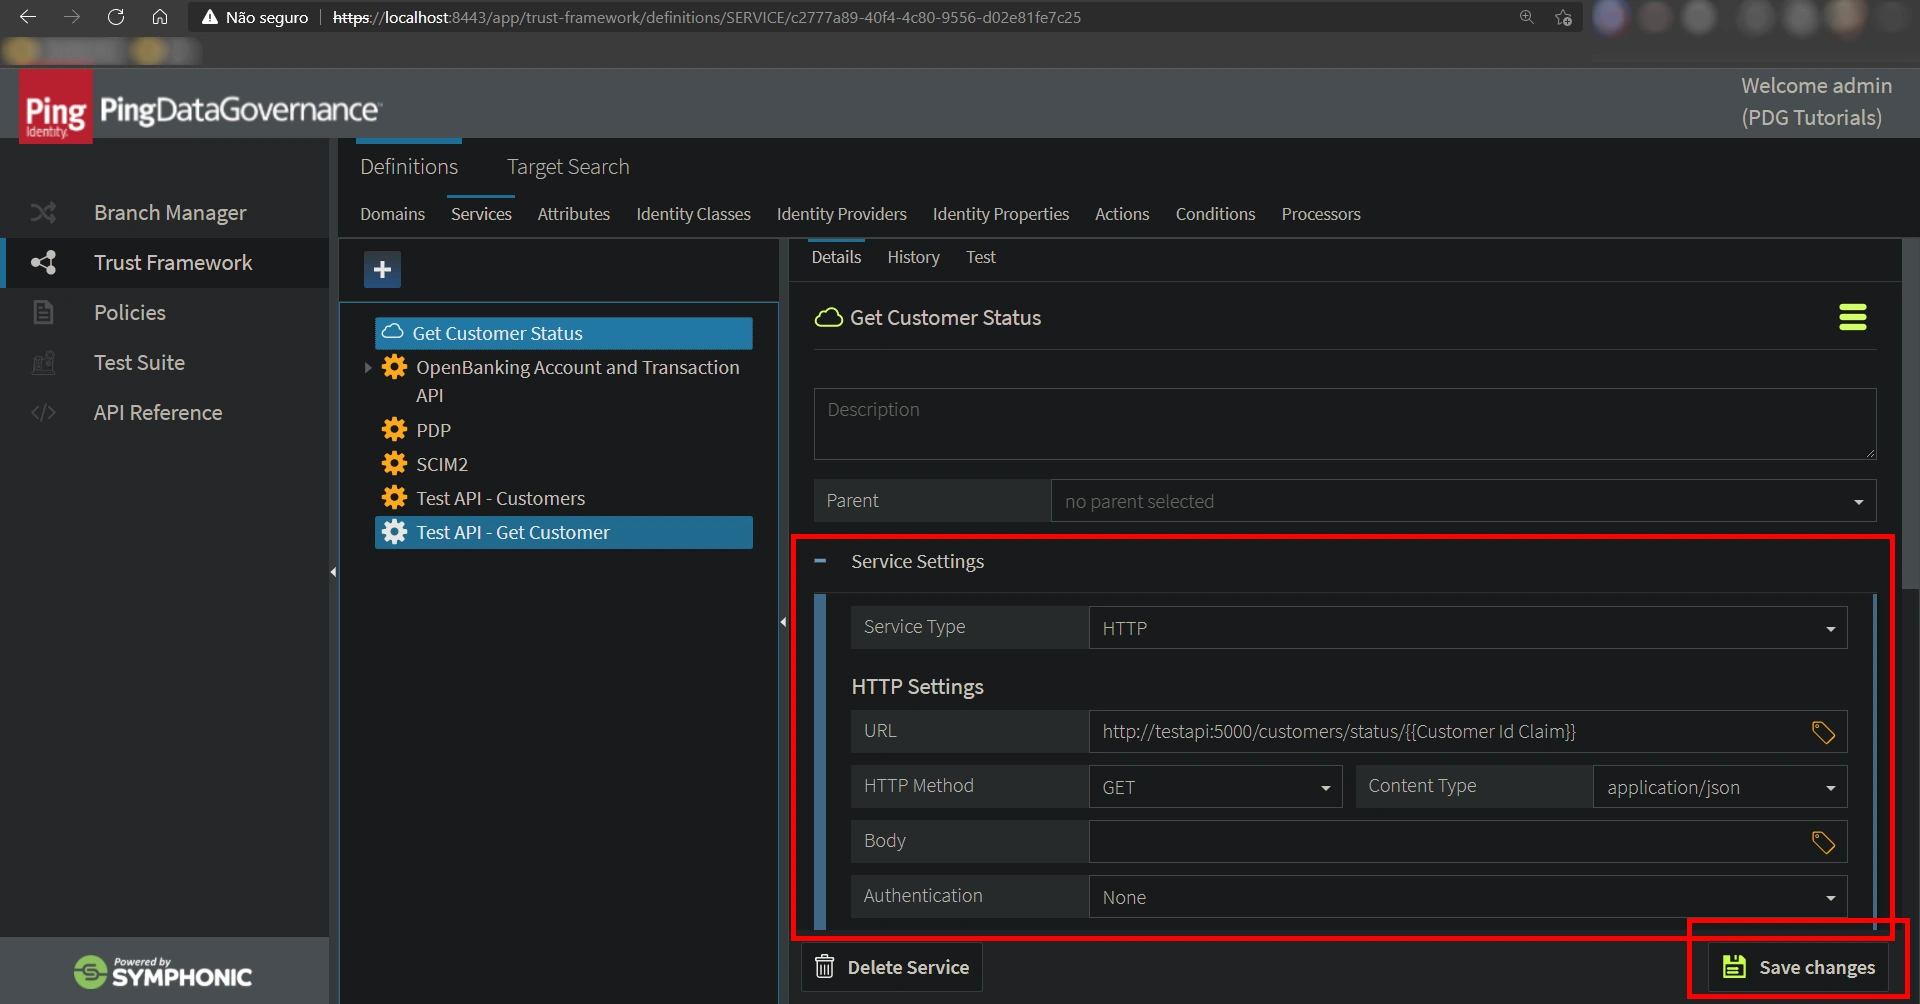 Não seguro
https://localhost:8443/app/trust-framework/definitions/SERVICE/c2777a89-40f4-4c80-9556-d02e81fe7c25
Ping
Identity
PingDataGovernance
Welcome admin
(PDG Tutorials)
Branch Manager
Trust Framework
Policies
Test Suite
API Reference
Definitions
Target Search
Domains
Services
Attributes
Identity Classes
Identity Providers
Identity Properties
Actions
Conditions
Processors
Get Customer Status
OpenBanking Account and Transaction
API
PDP
SCIM2
Test API - Customers
Test API - Get Customer
Details
History
Test
Get Customer Status
Description
Parent
no parent selected
Service Settings
Service Type
HTTP
HTTP Settings
URL
http://testapi:5000/customers/status/{{Customer Id Claim}}
HTTP Method
GET
Content Type
application/json
Body
Authentication
None
Delete Service
Save changes
Powered by
SYMPHONIC